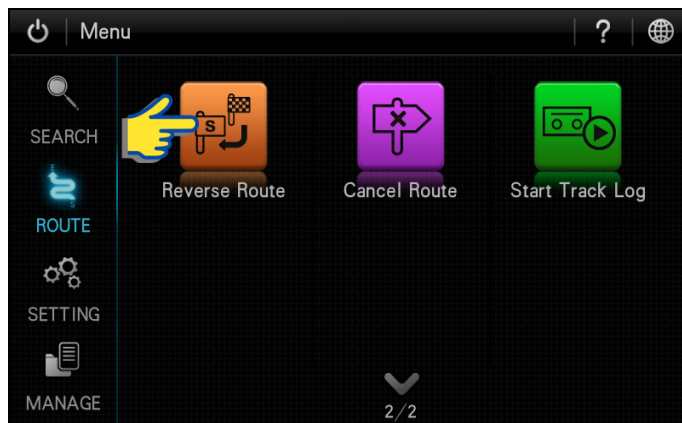 Menu
?
SEARCH
ROUTE
SETTING
MANAGE
S
Reverse Route
Cancel Route
Start Track Log
2/2